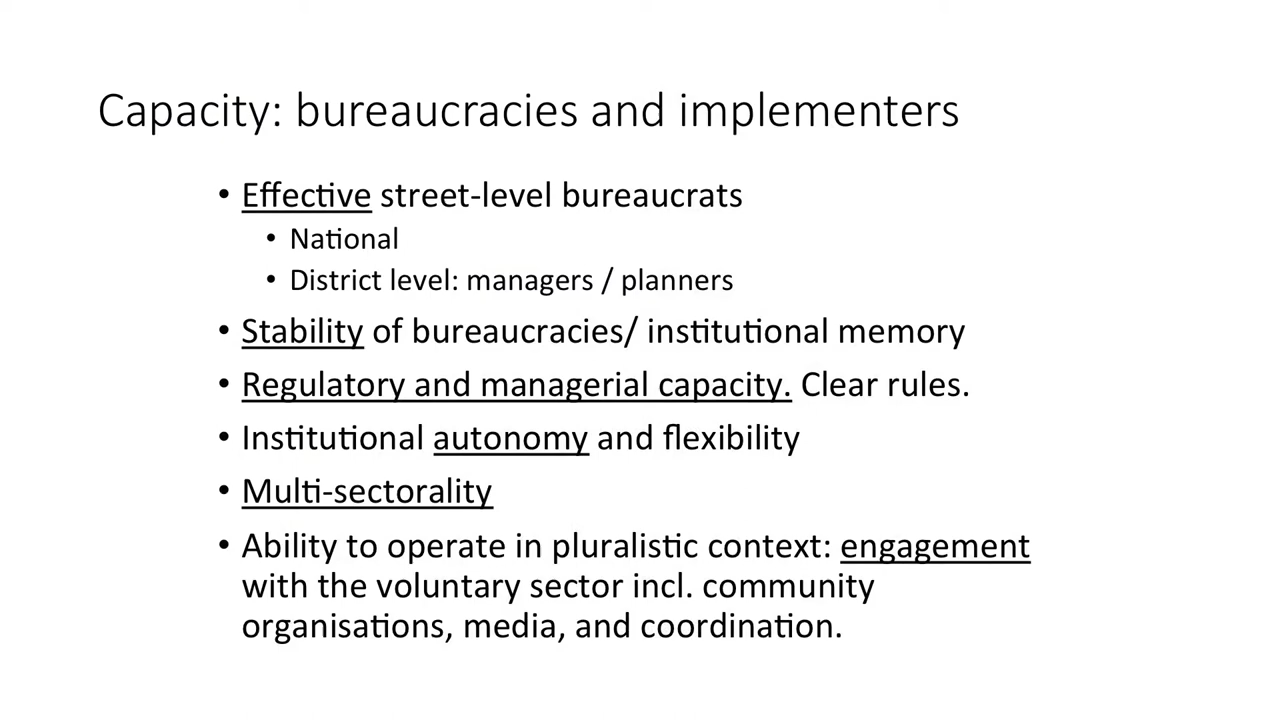 Capacity: bureaucracies and implementers
• Effective street-level bureaucrats
• National
• District level: managers / planners
• Stability of bureaucracies/ institutional memory
• Regulatory and managerial capacity. Clear rules.
• Institutional autonomy and flexibility
• Multi-sectorality
• Ability to operate in pluralistic context: engagement
with the voluntary sector incl. community
organisations, media, and coordination.